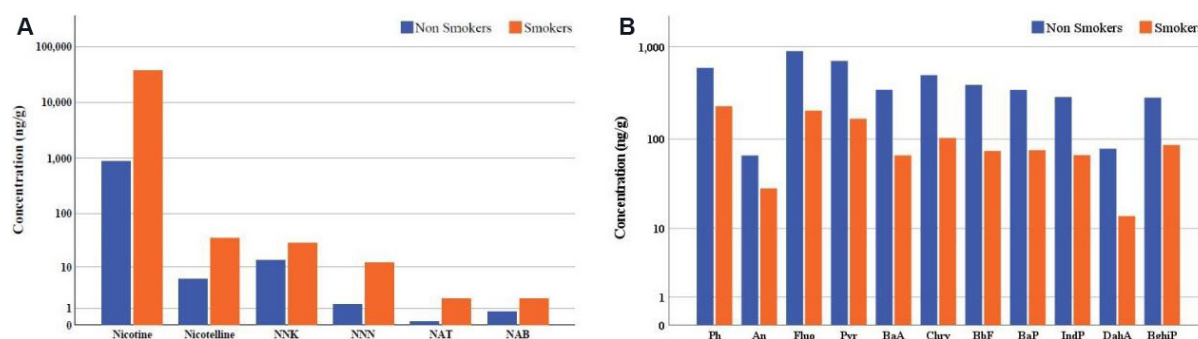 A
Non Smokers
Smokers
Concentration (ng/g)
100,000
10,000
1,000
100
10
1
0
Nicotine
Nicotelline
NNK
NNN
NAT
NAB
B
Non Smokers
Smokers
Concentration (ng/g)
1,000
100
10
1
0
Ph
An
Fluo
Pyr
BaA
Chry
BbF
BaP
IndP
DahA
BghiP